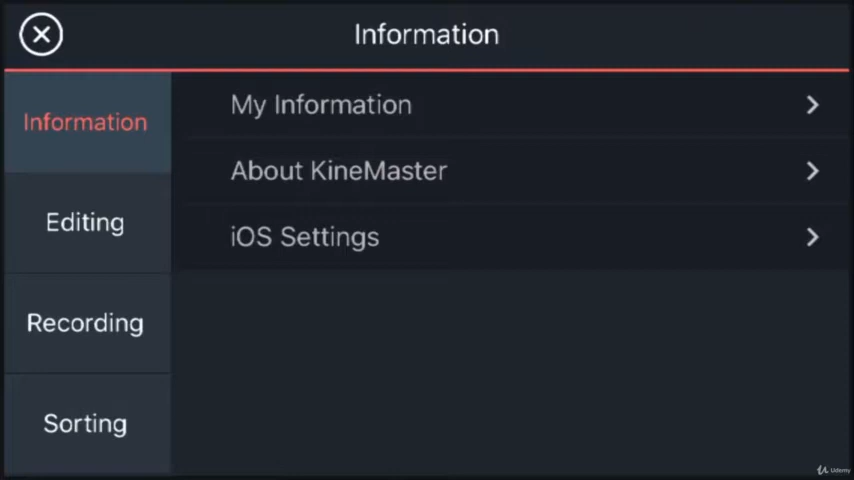 Information
Information
My Information
About KineMaster
iOS Settings
Editing
Recording
Sorting
Udemy